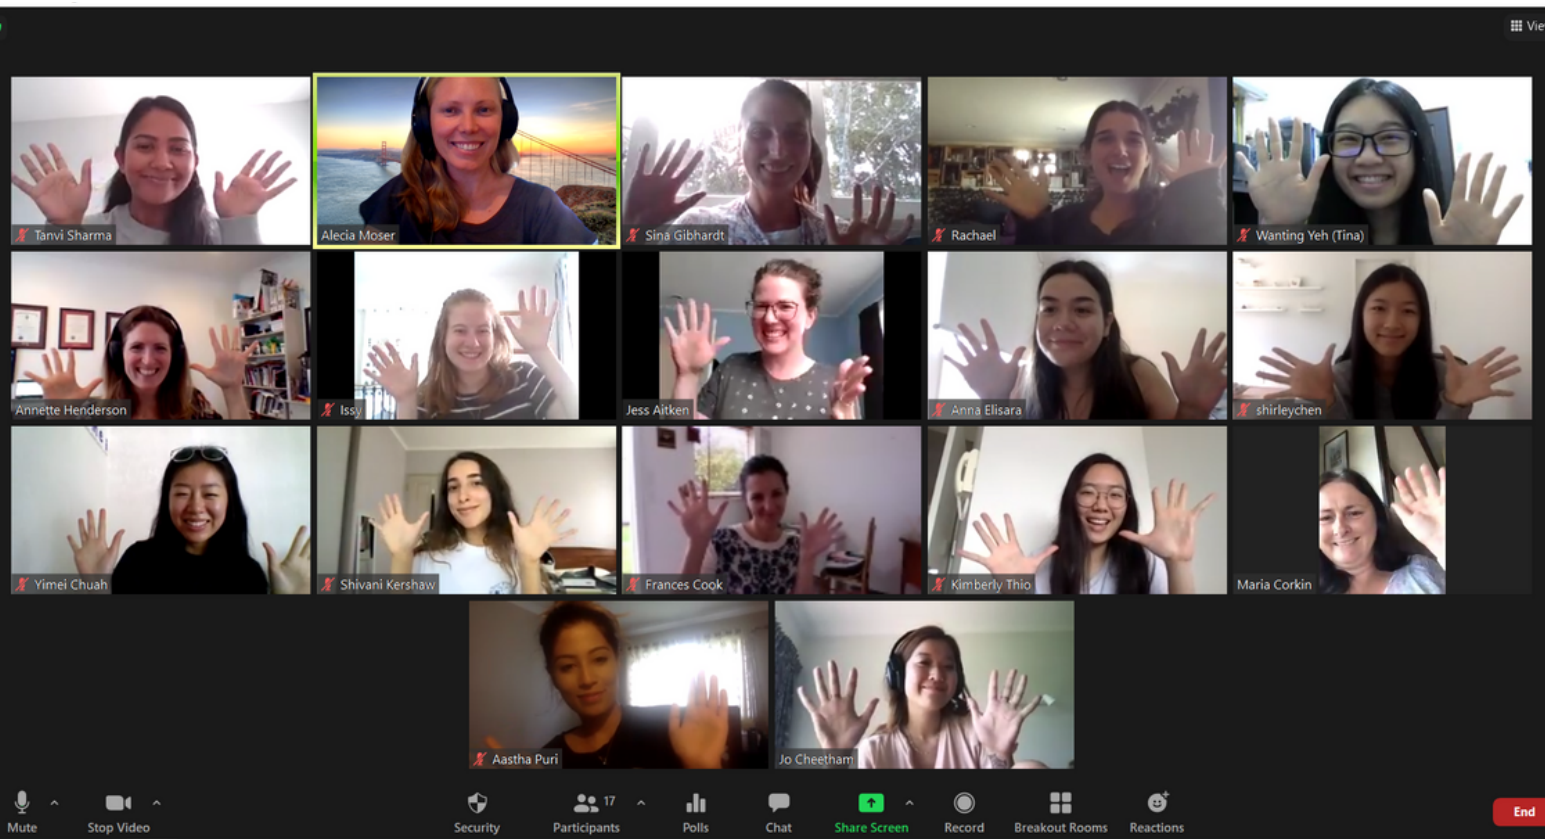 Vie
Tanvi Sharma
Alecia Moser
Sina Gibhardt
Rachael
Wanting Yeh (Tina)
Annette Henderson
Issy
Jess Aitken
Anna Elisara
shirleychen
Yimei Chuah
Shivani Kershaw
Frances Cook
Kimberly Thio
Maria Corkin
Aastha Puri
Jo Cheetham
Mute
Stop Video
Security
Participants
17
Polls
Chat
Share Screen
Record
Breakout Rooms
Reactions
End